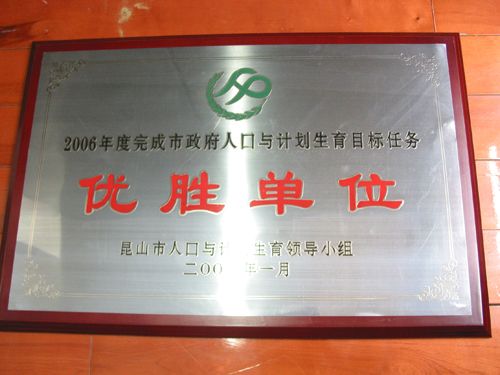 2006年度完成市政府人口与计划生育目标任务
优胜单位
昆山市人口与计 生育领导小组
二〇〇 年一月